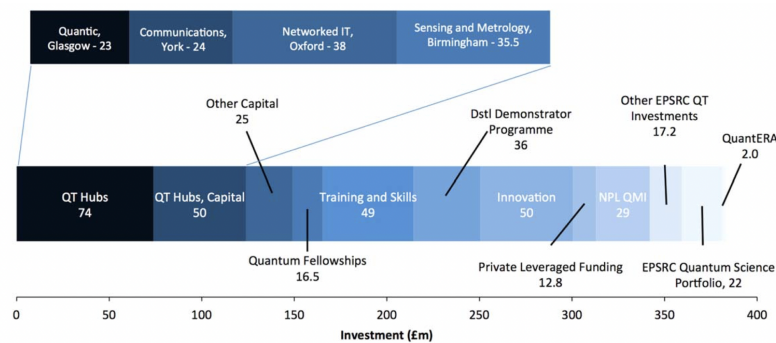 Quantic,
Glasgow - 23
Communications,
York - 24
Networked IT,
Oxford - 38
Sensing and Metrology,
Birmingham - 35.5
Other Capital
25
Dstl Demonstrator
Programme
36
Other EPSRC QT
Investments
17.2
QuantERA
2.0
QT Hubs
74
QT Hubs, Capital
50
Training and Skills
49
Innovation
50
NPL QMI
29
Quantum Fellowships
16.5
Private Leveraged Funding
12.8
EPSRC Quantum Science
Portfolio, 22
0 50 100 150 200 250 300 350 400
Investment (£m)